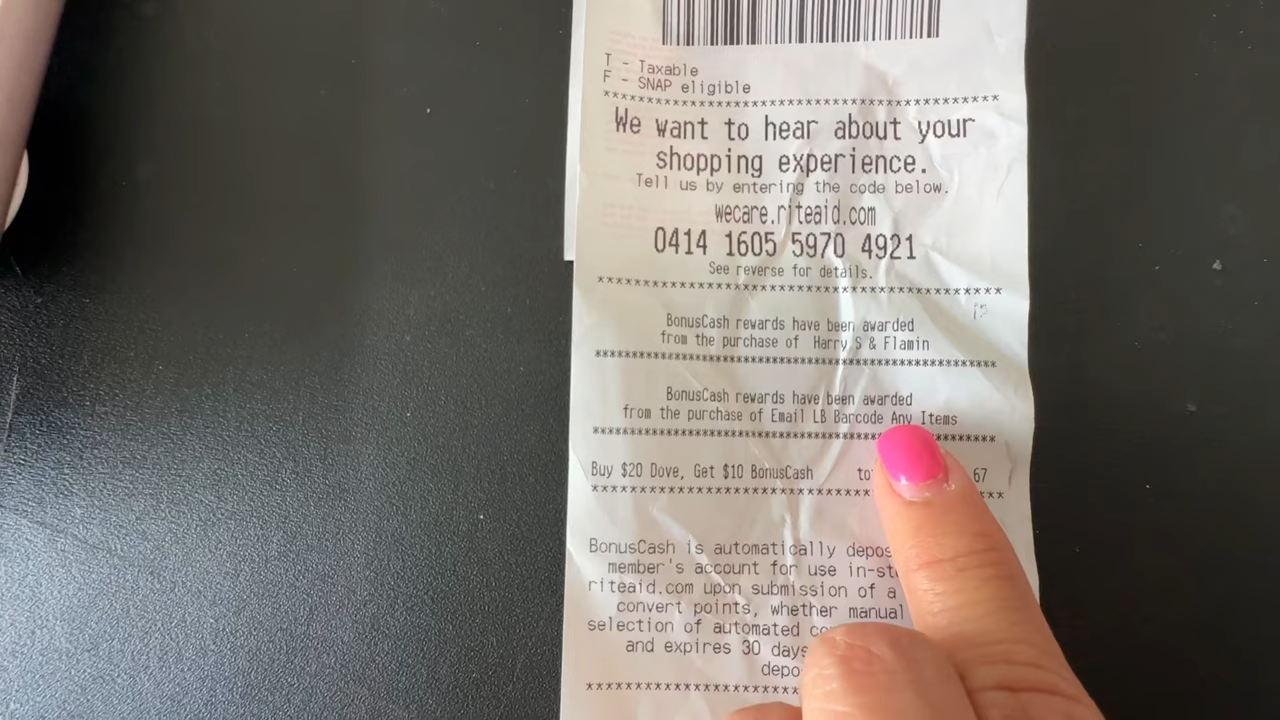 T - Taxable
F - SNAP eligible
****************************************
We want to hear about your
shopping experience.
Tell us by entering the code below.
wecare.riteaid.com
0414 1605 5970 4921
See reverse for details.
****************************************
BonusCash rewards have been awarded
from the purchase of Harry S & Flamin
****************************************
BonusCash rewards have been awarded
from the purchase of Email LB Barcode Any Items
****************************************
Buy $20 Dove, Get $10 BonusCash 67
****************************************
BonusCash is automatically
member's account for use
riteaid.com upon submission of a
convert points, whether manual
selection of automated
and expires 30 days
****************************************